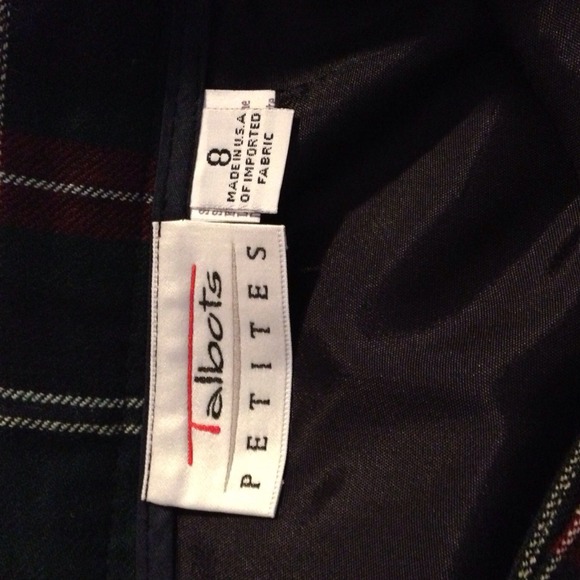 8
MADE IN U.S.A
OF IMPORTED
FABRIC
Talbots
PETITES